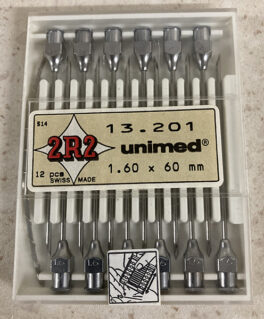 514
13.201
2R2
unimed®
12 pcs
SWISS MADE
1.60 x 60 mm